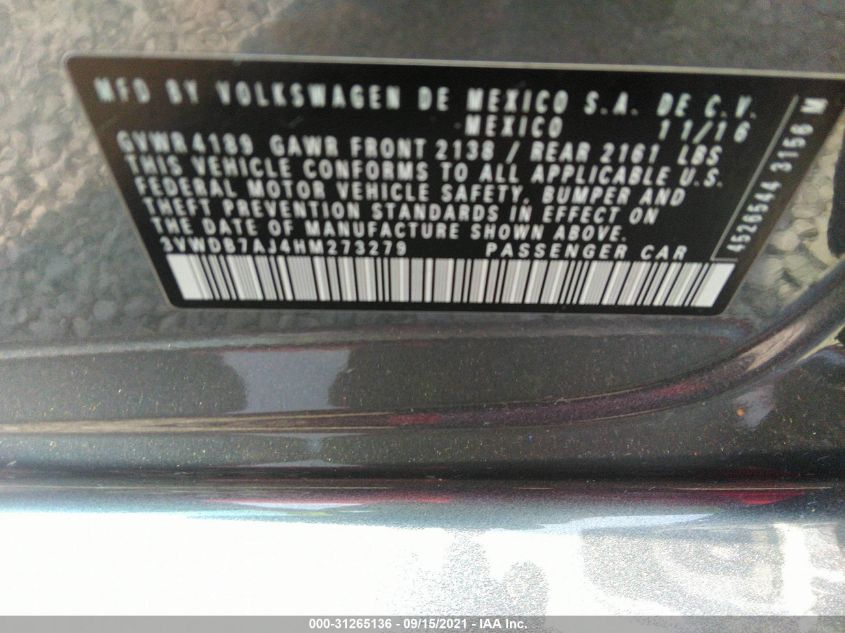 MFD BY VOLKSWAGEN DE MEXICO S.A. DE C.V.
MEXICO 11/16
GVWR 4189 GAWR FRONT 2138 / REAR 2161 LBS
THIS VEHICLE CONFORMS TO ALL APPLICABLE U.S.
FEDERAL MOTOR VEHICLE SAFETY, BUMPER AND
THEFT PREVENTION STANDARDS IN EFFECT ON
THE DATE OF MANUFACTURE SHOWN ABOVE.
3VWDB7AJ4HM273279 PASSENGER CAR
4526544 3156 M
000-31265136 - 09/15/2021 - IAA Inc.